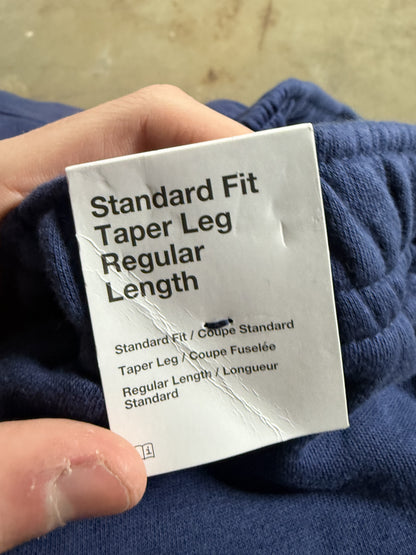 Standard Fit
Taper Leg
Regular
Length
Standard Fit / Coupe Standard
Taper Leg / Coupe Fuselée
Regular Length / Longueur
Standard
i